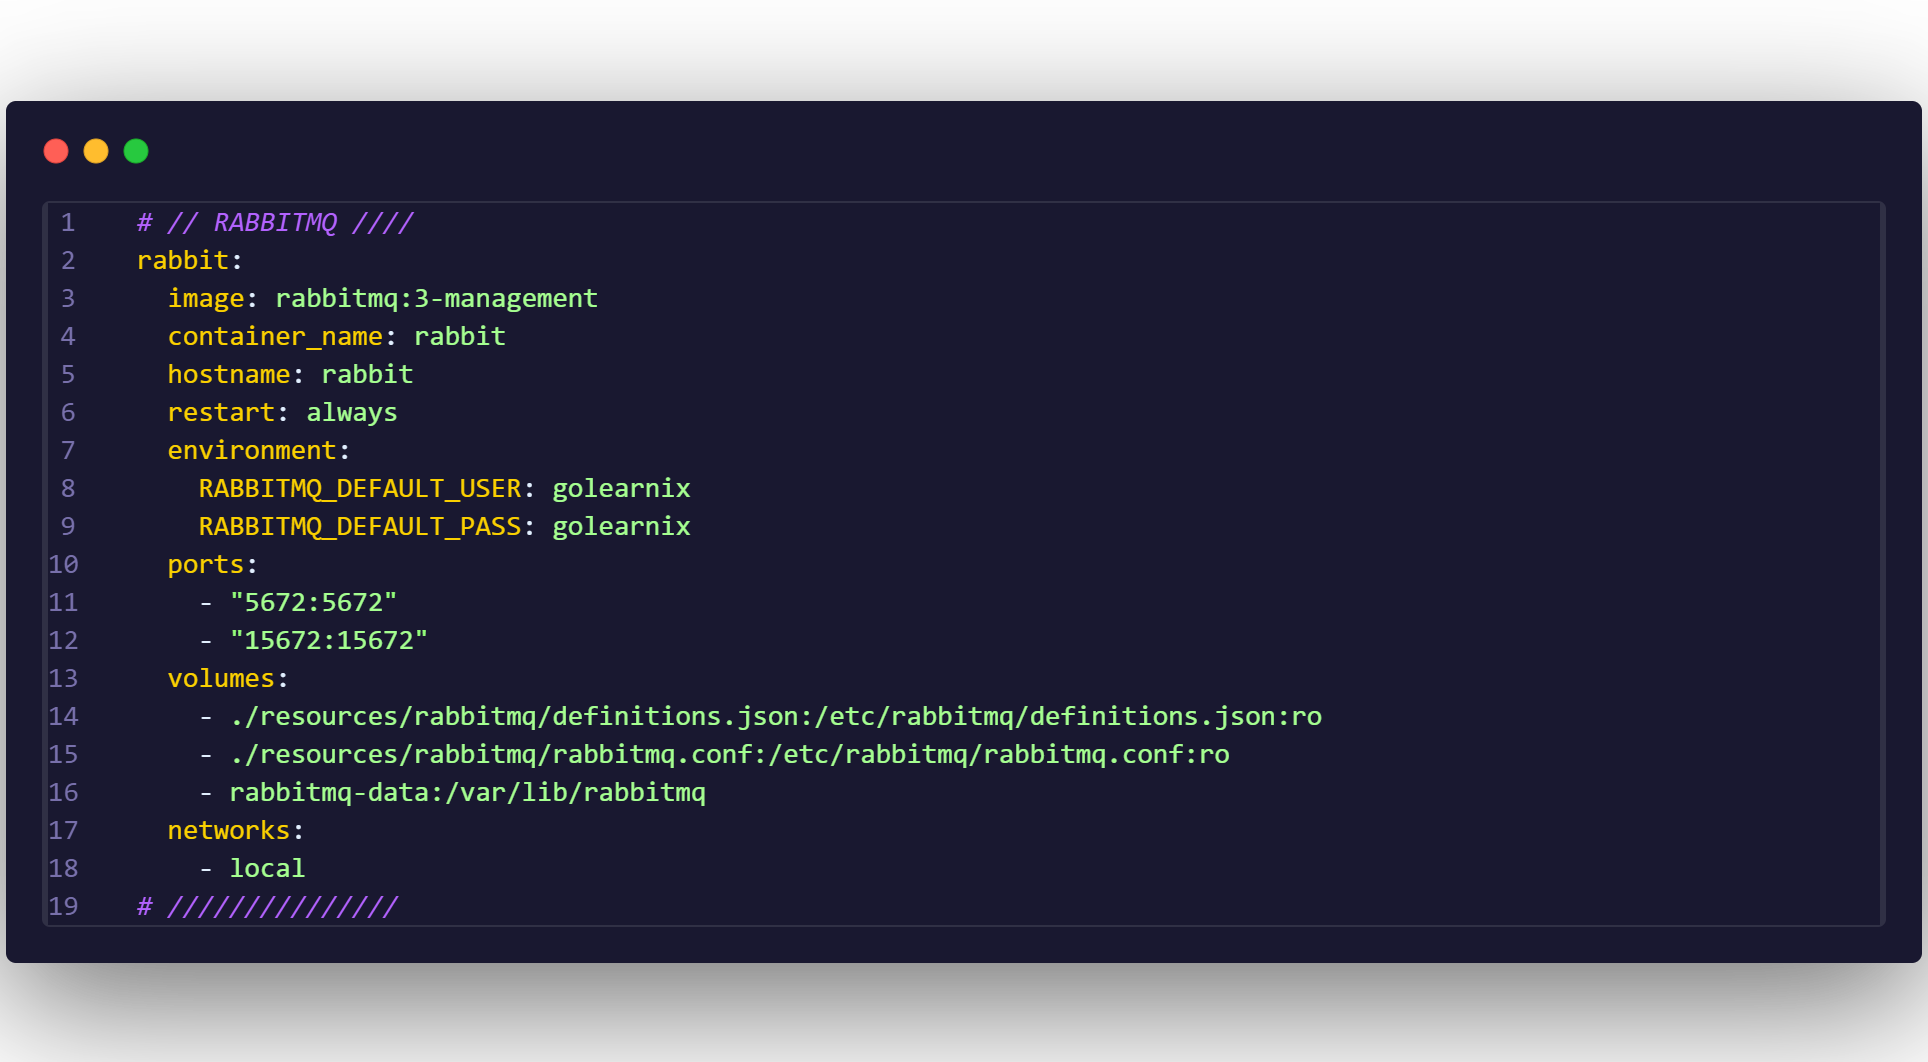 1 # // RABBITMQ ////
2 rabbit:
3   image: rabbitmq:3-management
4   container_name: rabbit
5   hostname: rabbit
6   restart: always
7   environment:
8     RABBITMQ_DEFAULT_USER: golearnix
9     RABBITMQ_DEFAULT_PASS: golearnix
10   ports:
11     - "5672:5672"
12     - "15672:15672"
13   volumes:
14     - ./resources/rabbitmq/definitions.json:/etc/rabbitmq/definitions.json:ro
15     - ./resources/rabbitmq/rabbitmq.conf:/etc/rabbitmq/rabbitmq.conf:ro
16     - rabbitmq-data:/var/lib/rabbitmq
17   networks:
18     - local
19 # ///////////////